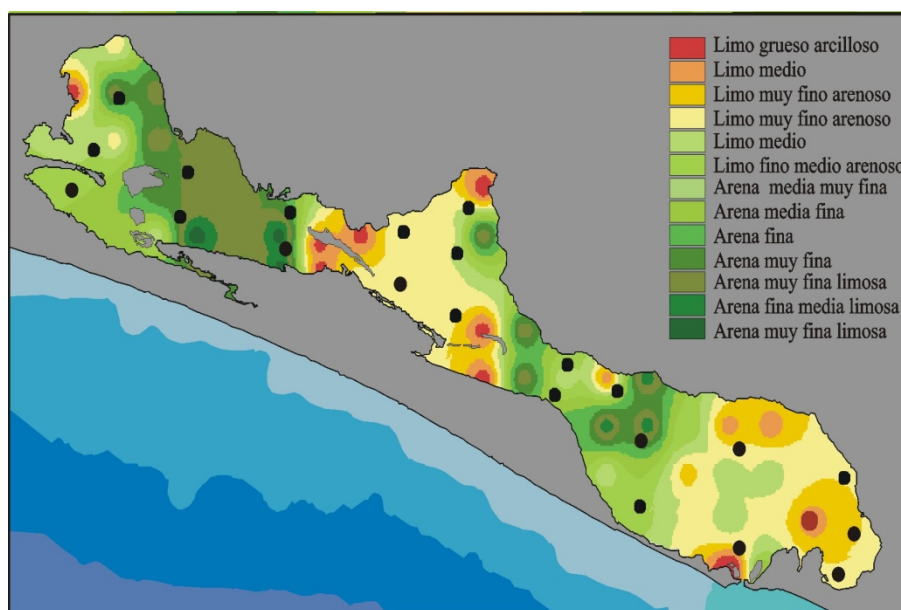 Limo grueso arcilloso
Limo medio
Limo muy fino arenoso
Limo muy fino arenoso
Limo medio
Limo fino medio arenoso
Arena media muy fina
Arena media fina
Arena fina
Arena muy fina
Arena muy fina limosa
Arena fina media limosa
Arena muy fina limosa